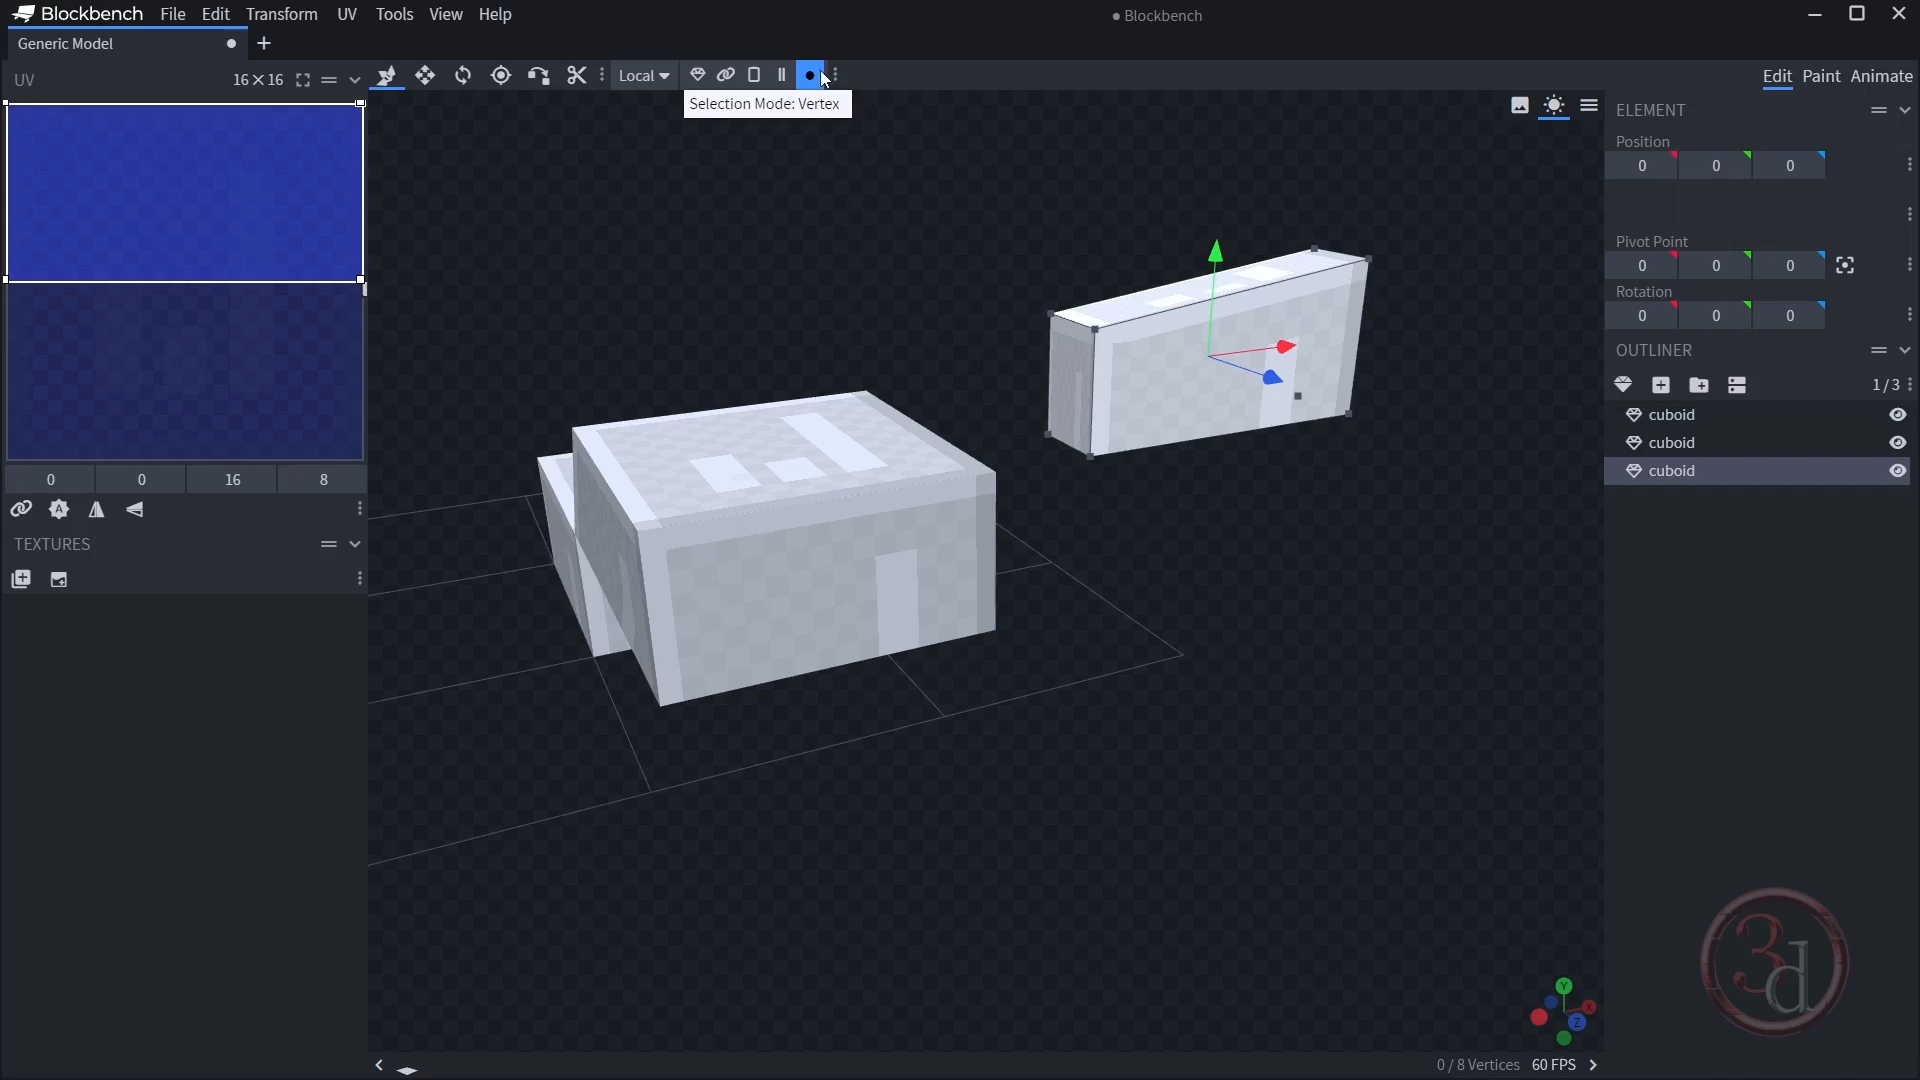 Blockbench File Edit Transform UV Tools View Help
● Blockbench
Generic Model
UV 16×16
Local
Edit Paint Animate
Selection Mode: Vertex
ELEMENT
Position
0 0 0
Pivot Point
0 0 0
Rotation
0 0 0
OUTLINER
1/3
cuboid
cuboid
cuboid
0 0 16 8
A
TEXTURES
3d
Y
X
Z
0 / 8 Vertices 60 FPS